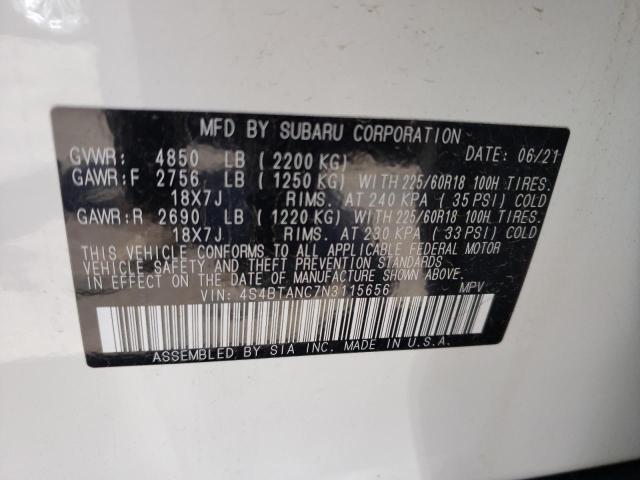 MFD BY SUBARU CORPORATION
GVWR: 4850 LB ( 2200 KG) DATE: 06/21
GAWR:F 2756 LB ( 1250 KG) WITH 225/60R18 100H TIRES.
18X7J RIMS. AT 240 KPA ( 35 PSI) COLD
GAWR:R 2690 LB ( 1220 KG) WITH 225/60R18 100H. TIRES.
18X7J RIMS. AT 230 KPA ( 33 PSI) COLD
THIS VEHICLE CONFORMS TO ALL APPLICABLE FEDERAL MOTOR
VEHICLE SAFETY AND THEFT PREVENTION STANDARDS
IN EFFECT ON THE DATE OF MANUFACTURE SHOWN ABOVE.
VIN: 4S4BTANC7N3115656 MPV
ASSEMBLED BY SIA INC. MADE IN U.S.A.